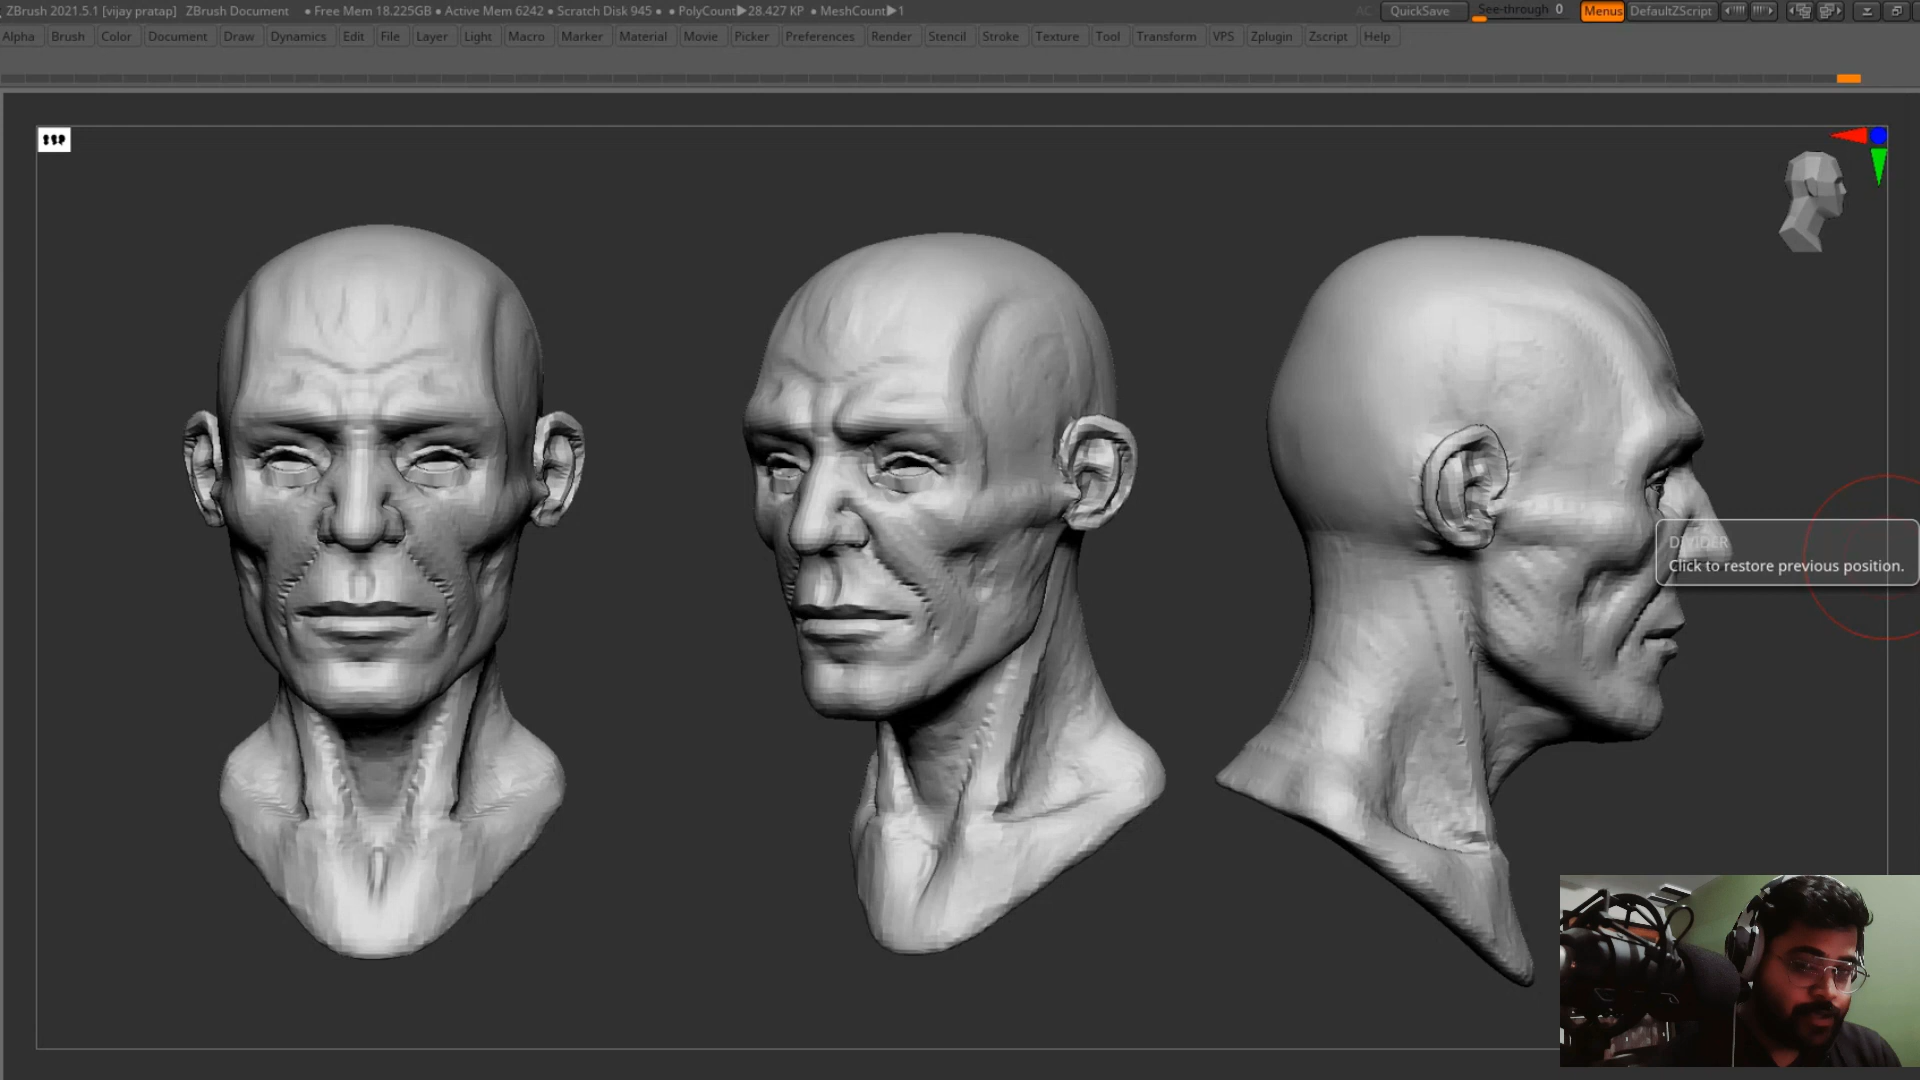 ZBrush 2021.5.1 [vijay pratap] ZBrush Document • Free Mem 18.225GB • Active Mem 6242 • Scratch Disk 945 • • PolyCount▶28.427 KP • MeshCount▶1 AC QuickSave See-through 0 Menus DefaultZScript
Alpha Brush Color Document Draw Dynamics Edit File Layer Light Macro Marker Material Movie Picker Preferences Render Stencil Stroke Texture Tool Transform VPS Zplugin Zscript Help
DIVIDER
Click to restore previous position.